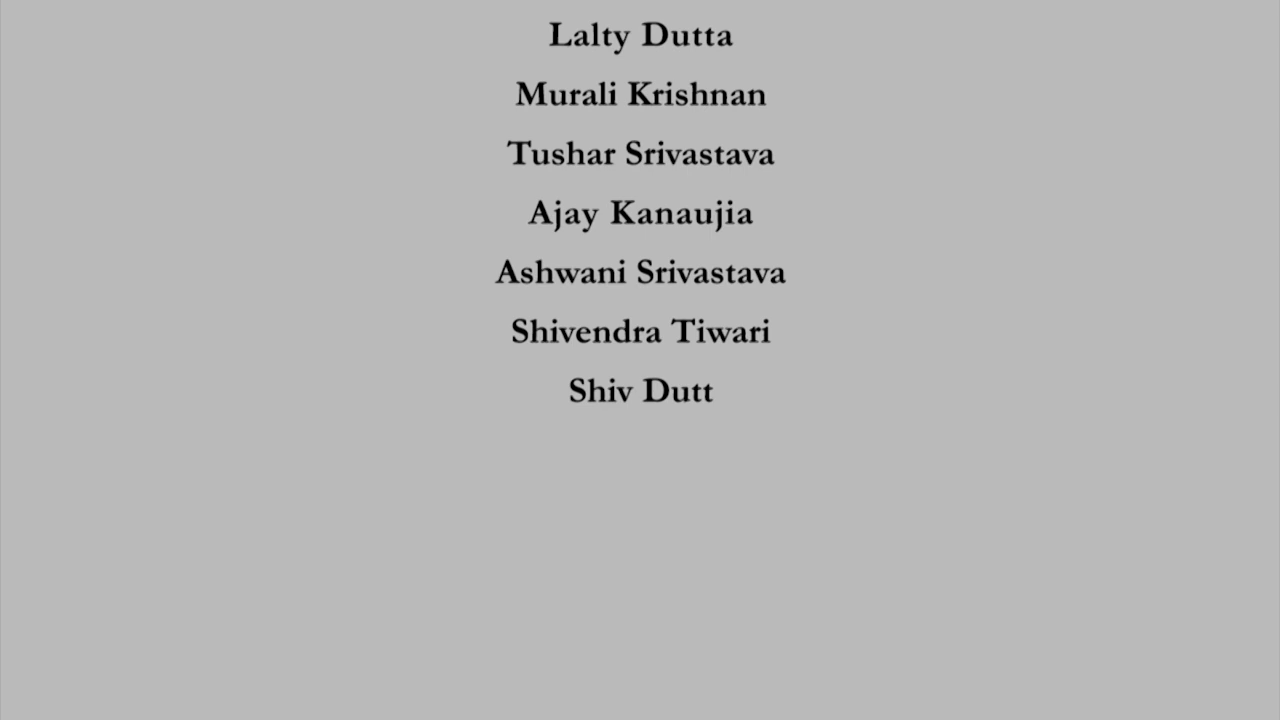 Lalty Dutta
Murali Krishnan
Tushar Srivastava
Ajay Kanaujia
Ashwani Srivastava
Shivendra Tiwari
Shiv Dutt